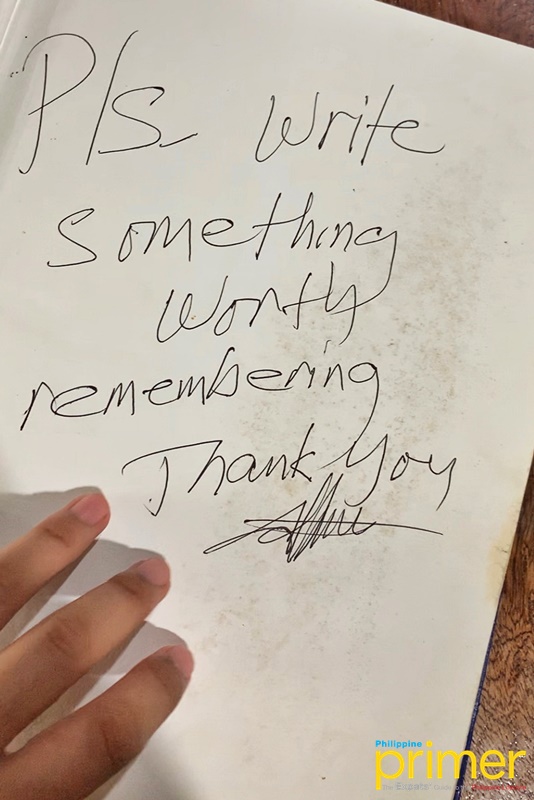 Pls write
something
Worthy
remembering
Thank You
Philippine
primer